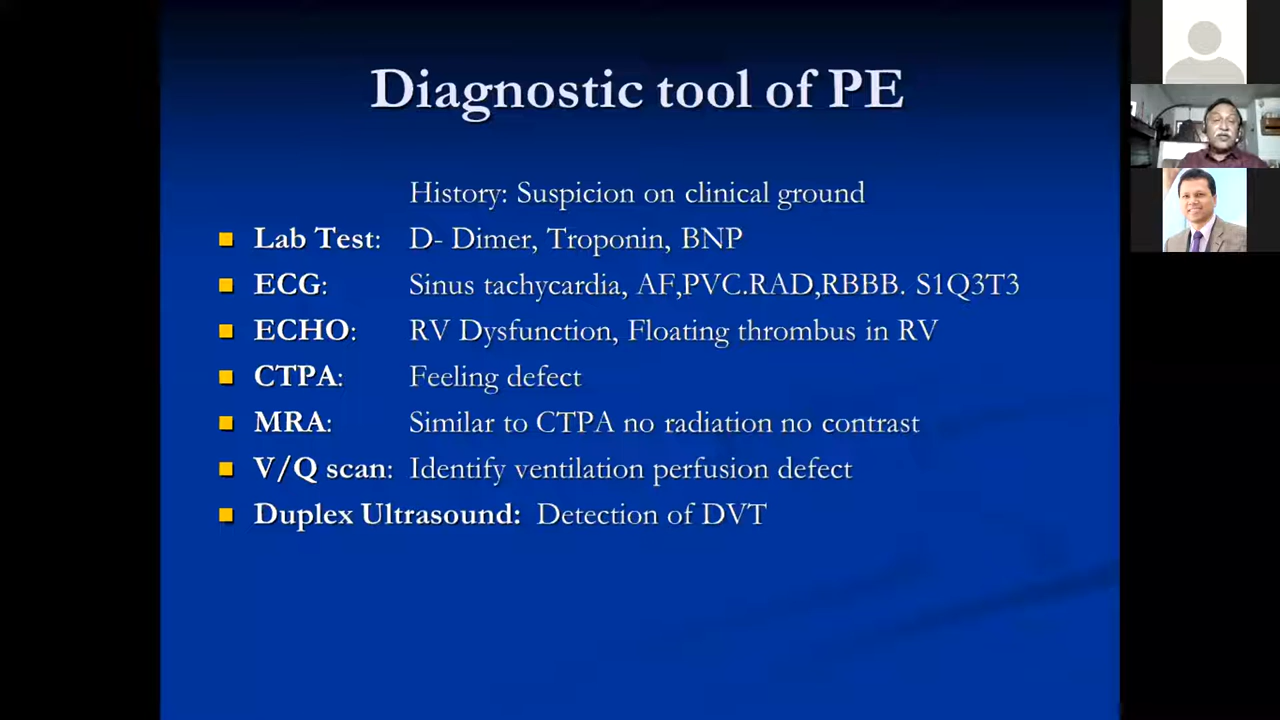 Diagnostic tool of PE
History: Suspicion on clinical ground
Lab Test: D- Dimer, Troponin, BNP
ECG: Sinus tachycardia, AF,PVC.RAD,RBBB. S1Q3T3
ECHO: RV Dysfunction, Floating thrombus in RV
CTPA: Feeling defect
MRA: Similar to CTPA no radiation no contrast
V/Q scan: Identify ventilation perfusion defect
Duplex Ultrasound: Detection of DVT